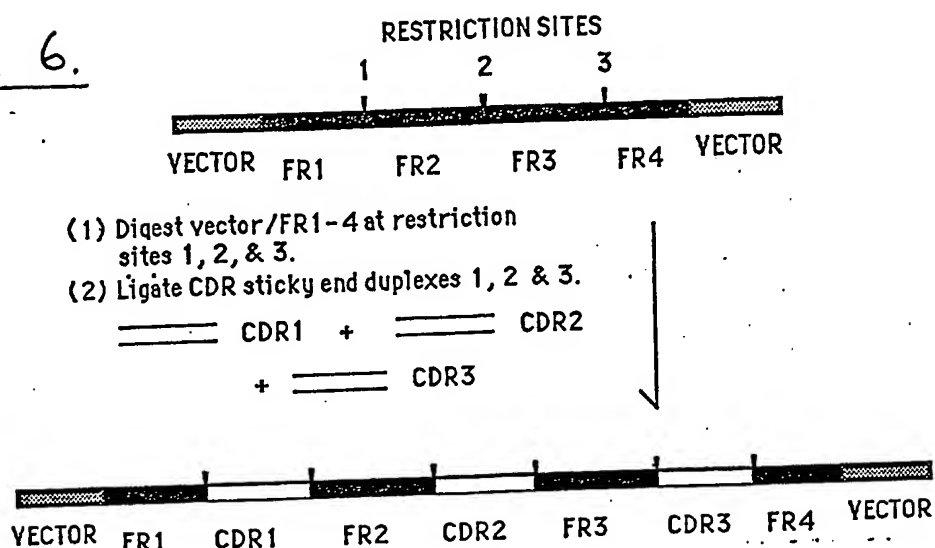 6.
RESTRICTION SITES
1 2 3
VECTOR FR1 FR2 FR3 FR4 VECTOR
(1) Digest vector/FR1-4 at restriction
sites 1, 2, & 3.
(2) Ligate CDR sticky end duplexes 1, 2 & 3.
CDR1 + CDR2
+ CDR3
VECTOR FR1 CDR1 FR2 CDR2 FR3 CDR3 FR4 VECTOR